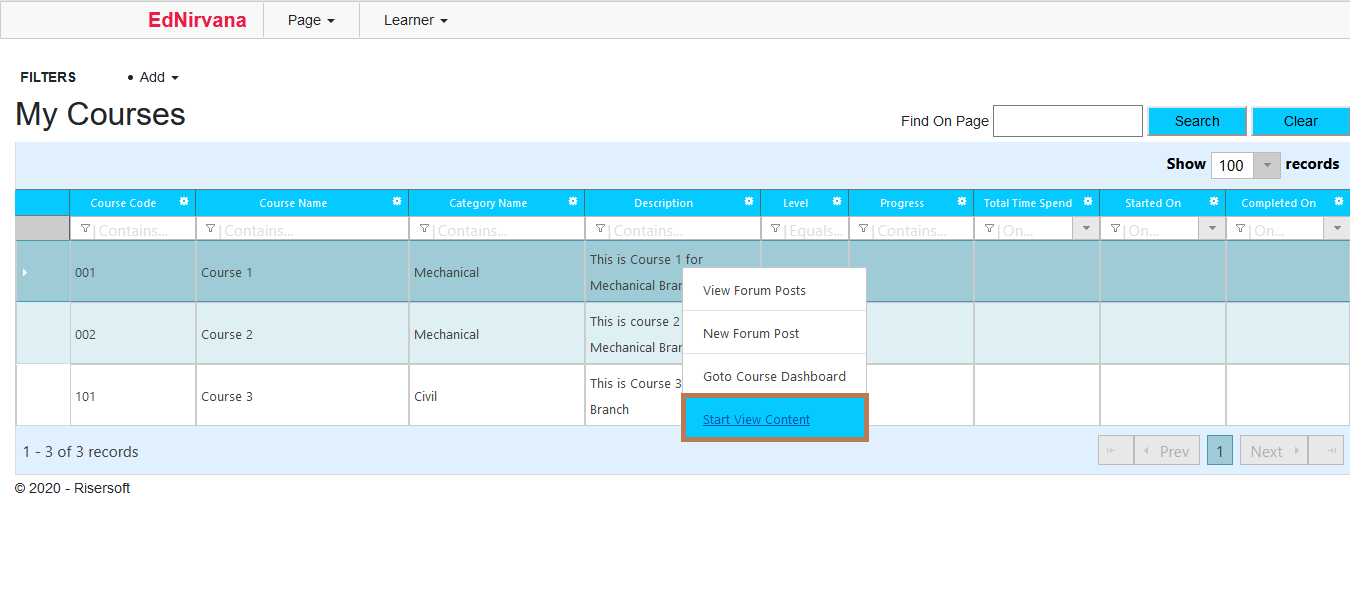 EdNirvana Page Learner
FILTERS • Add
My Courses
Find On Page Search Clear
Show 100 records
Course Code Course Name Category Name Description Level Progress Total Time Spend Started On Completed On
Contains... Contains... Contains... Contains... Equals... Contains... On... On... On...
001 Course 1 Mechanical This is Course 1 for
Mechanical Bran
View Forum Posts
002 Course 2 Mechanical This is course 2
Mechanical Bran
New Forum Post
Goto Course Dashboard
101 Course 3 Civil This is Course 3
Branch
Start View Content
1 - 3 of 3 records Prev 1 Next
© 2020 - Risersoft